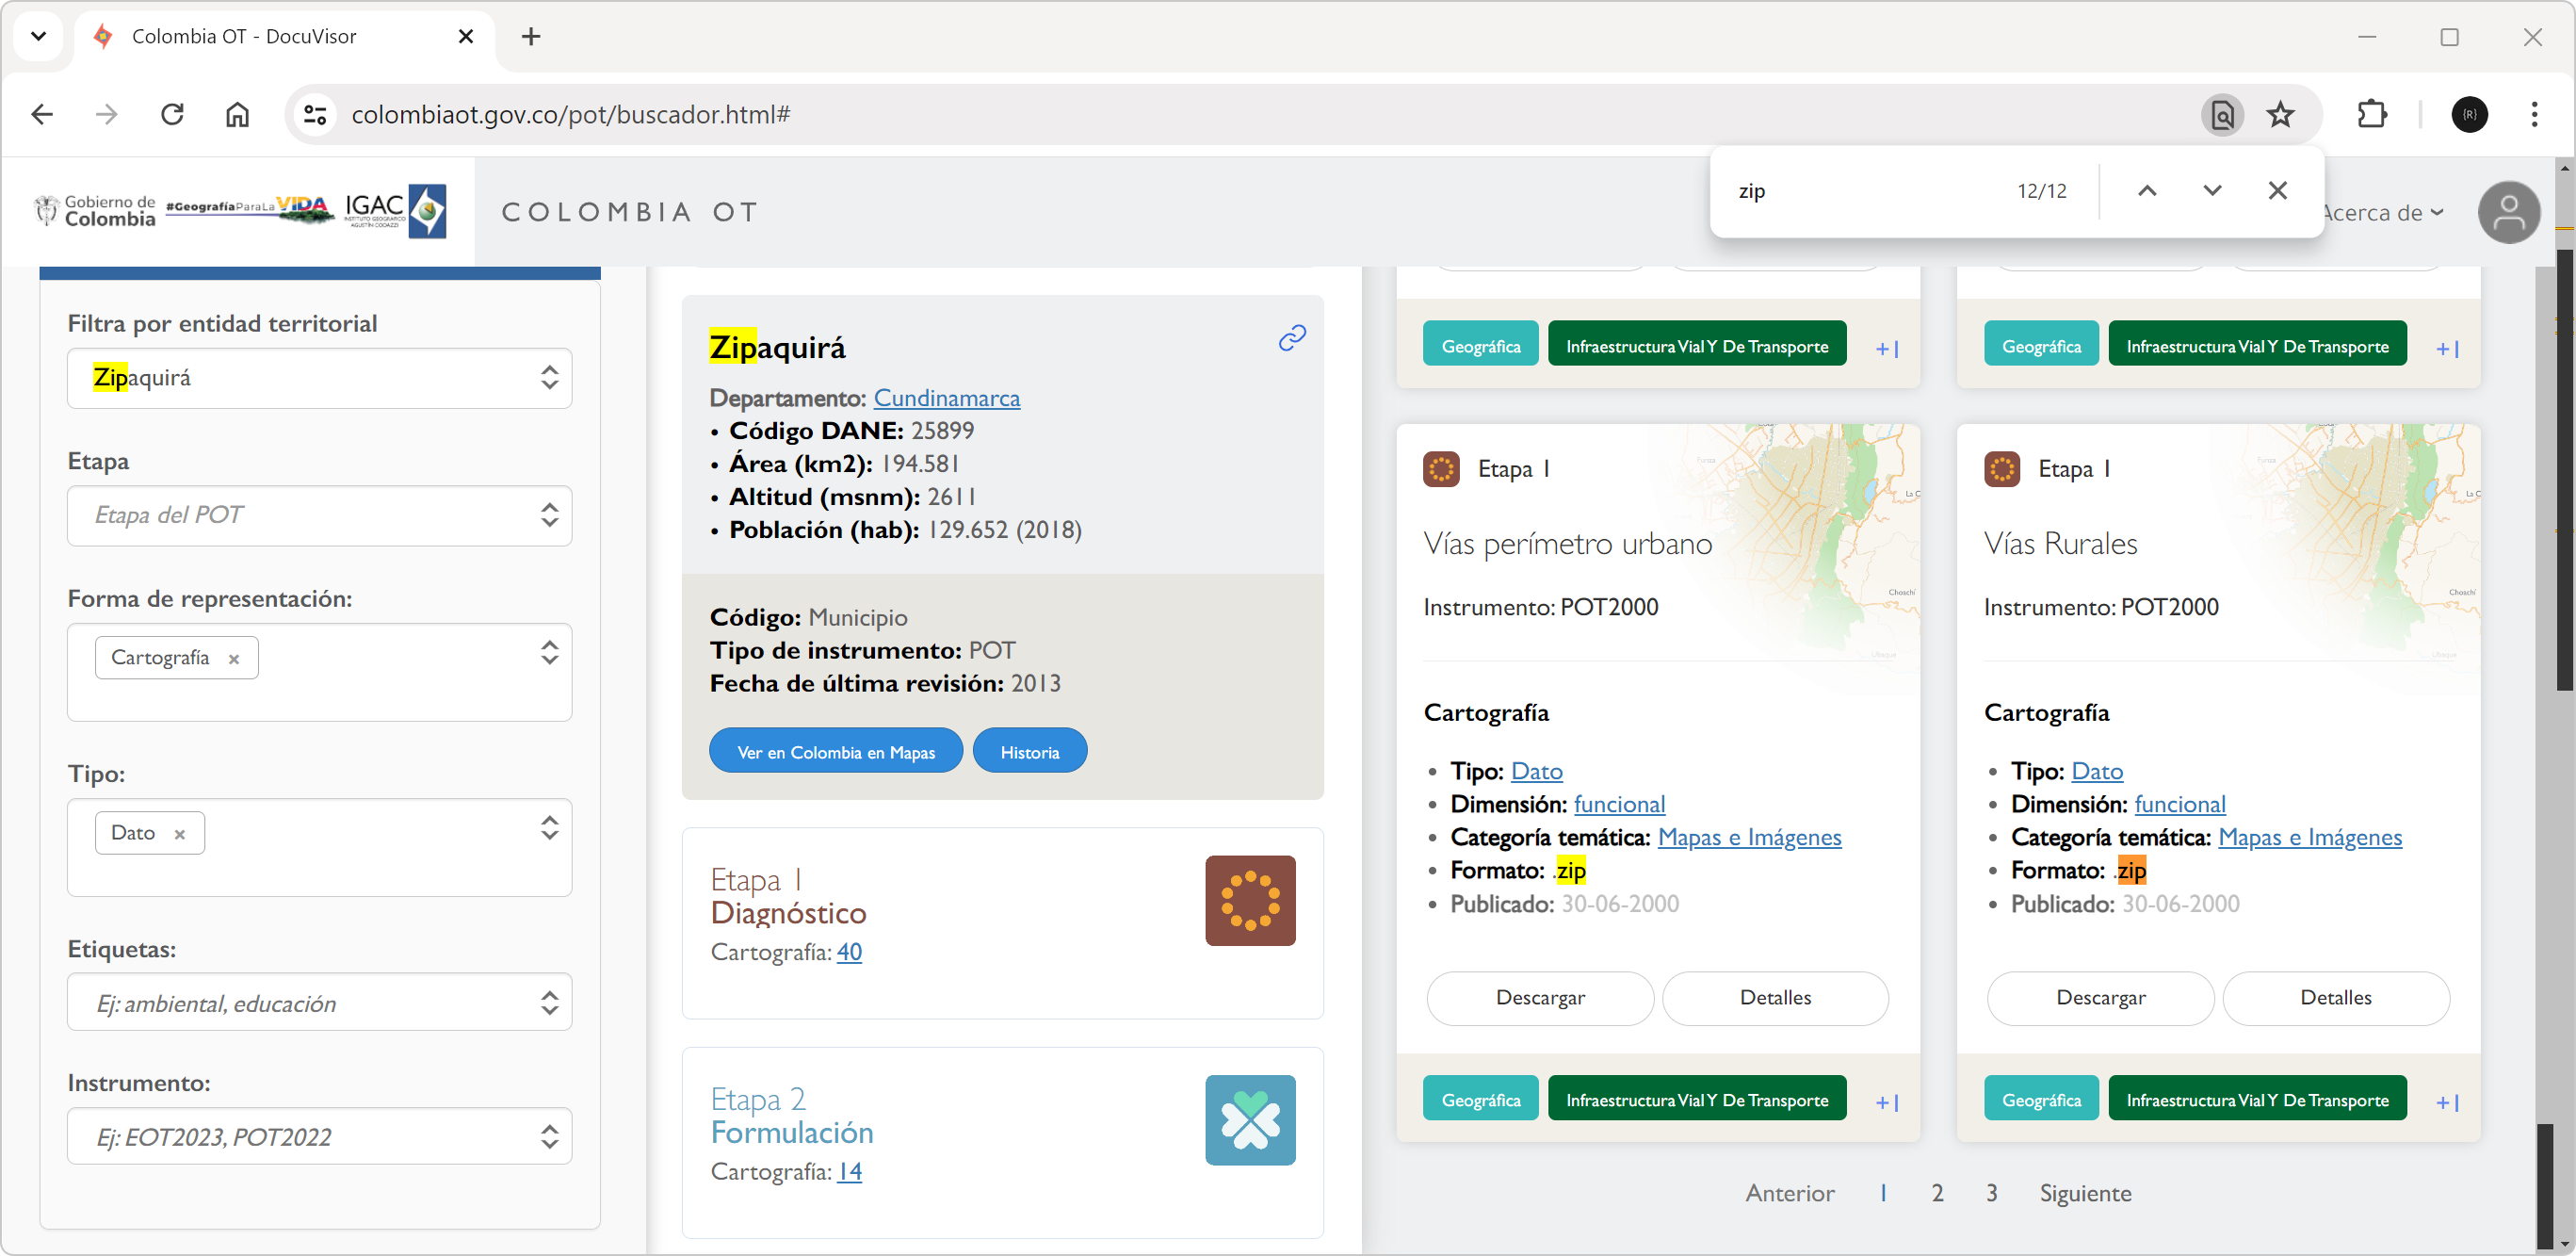 Colombia OT - DocuVisor
colombiaot.gov.co/pot/buscador.html#
{R}
zip
12/12
Gobierno de
Colombia
#GeografíaParaLaVIDA
IGAC
INSTITUTO GEOGRÁFICO
AGUSTÍN CODAZZI
COLOMBIA OT
Acerca de
Filtra por entidad territorial
Zipaquirá
Etapa
Etapa del POT
Forma de representación:
Cartografía ×
Tipo:
Dato ×
Etiquetas:
Ej: ambiental, educación
Instrumento:
Ej: EOT2023, POT2022
Zipaquirá
Departamento: Cundinamarca
• Código DANE: 25899
• Área (km2): 194.581
• Altitud (msnm): 2611
• Población (hab): 129.652 (2018)
Código: Municipio
Tipo de instrumento: POT
Fecha de última revisión: 2013
Ver en Colombia en Mapas
Historia
Etapa 1
Diagnóstico
Cartografía: 40
Etapa 2
Formulación
Cartografía: 14
Geográfica
Infraestructura Vial Y De Transporte
+1
Geográfica
Infraestructura Vial Y De Transporte
+1
Etapa 1
Vías perímetro urbano
Instrumento: POT2000
Choachí
Ubaque
Cartografía
• Tipo: Dato
• Dimensión: funcional
• Categoría temática: Mapas e Imágenes
• Formato: .zip
• Publicado: 30-06-2000
Descargar
Detalles
Geográfica
Infraestructura Vial Y De Transporte
+1
Etapa 1
Vías Rurales
Instrumento: POT2000
Choachí
Ubaque
Cartografía
• Tipo: Dato
• Dimensión: funcional
• Categoría temática: Mapas e Imágenes
• Formato: .zip
• Publicado: 30-06-2000
Descargar
Detalles
Geográfica
Infraestructura Vial Y De Transporte
+1
Anterior 1 2 3 Siguiente